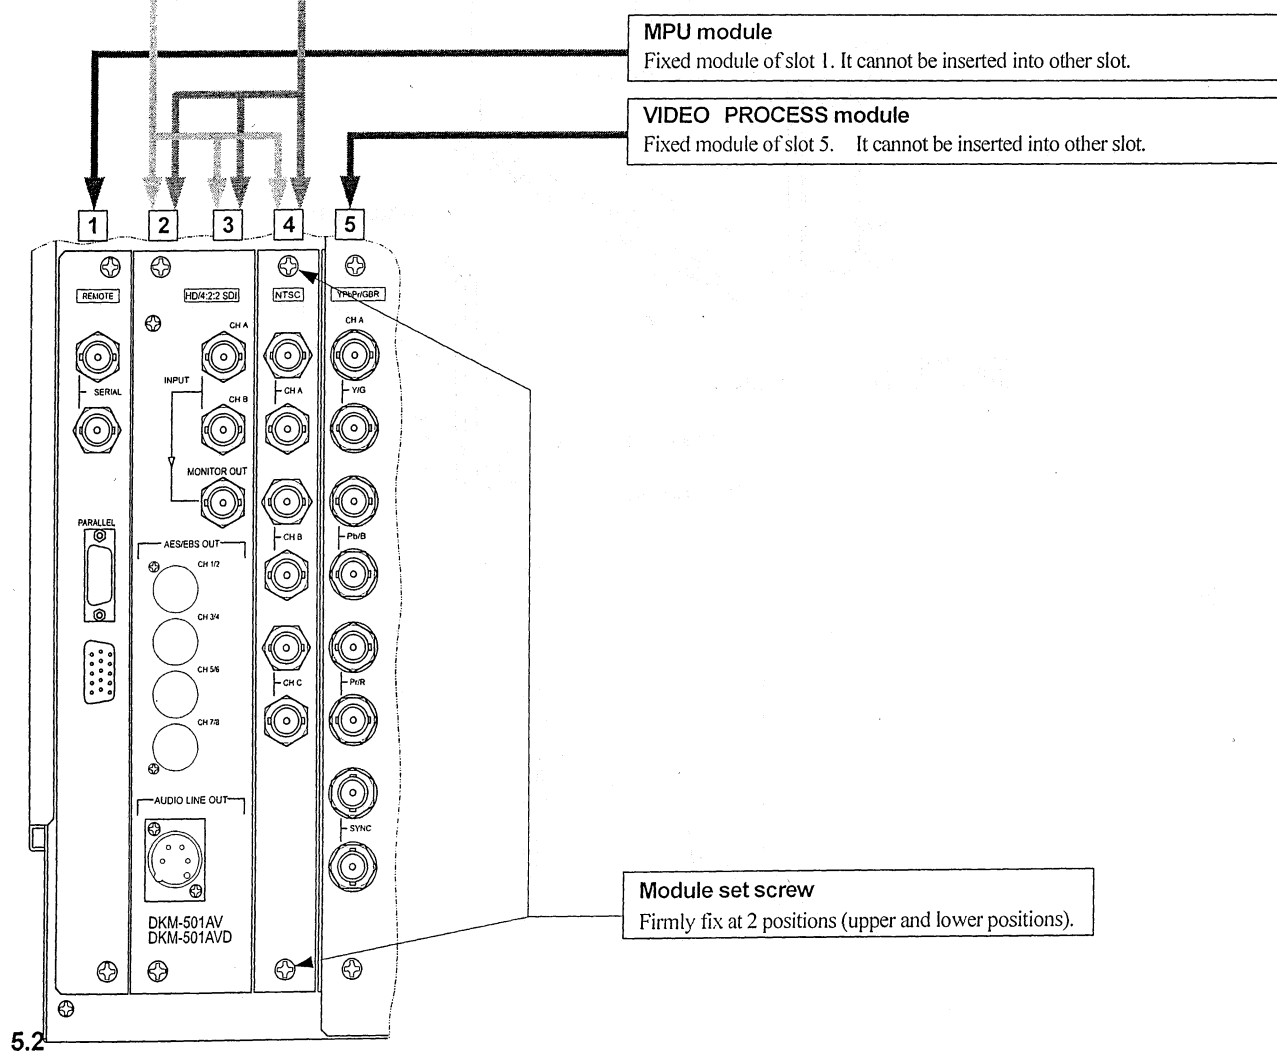 MPU module
Fixed module of slot 1. It cannot be inserted into other slot.
VIDEO PROCESS module
Fixed module of slot 5. It cannot be inserted into other slot.
1 2 3 4 5
REMOTE
SERIAL
PARALLEL
HD/4:2:2 SDI
CH A
INPUT
CH B
MONITOR OUT
AES/EBS OUT
CH 1/2
CH 3/4
CH 5/6
CH 7/8
AUDIO LINE OUT
DKM-501AV
DKM-501AVD
NTSC
CH A
CH B
CH C
YPbPr/GBR
CH A
Y/G
Pb/B
Pr/R
SYNC
Module set screw
Firmly fix at 2 positions (upper and lower positions).
5.2